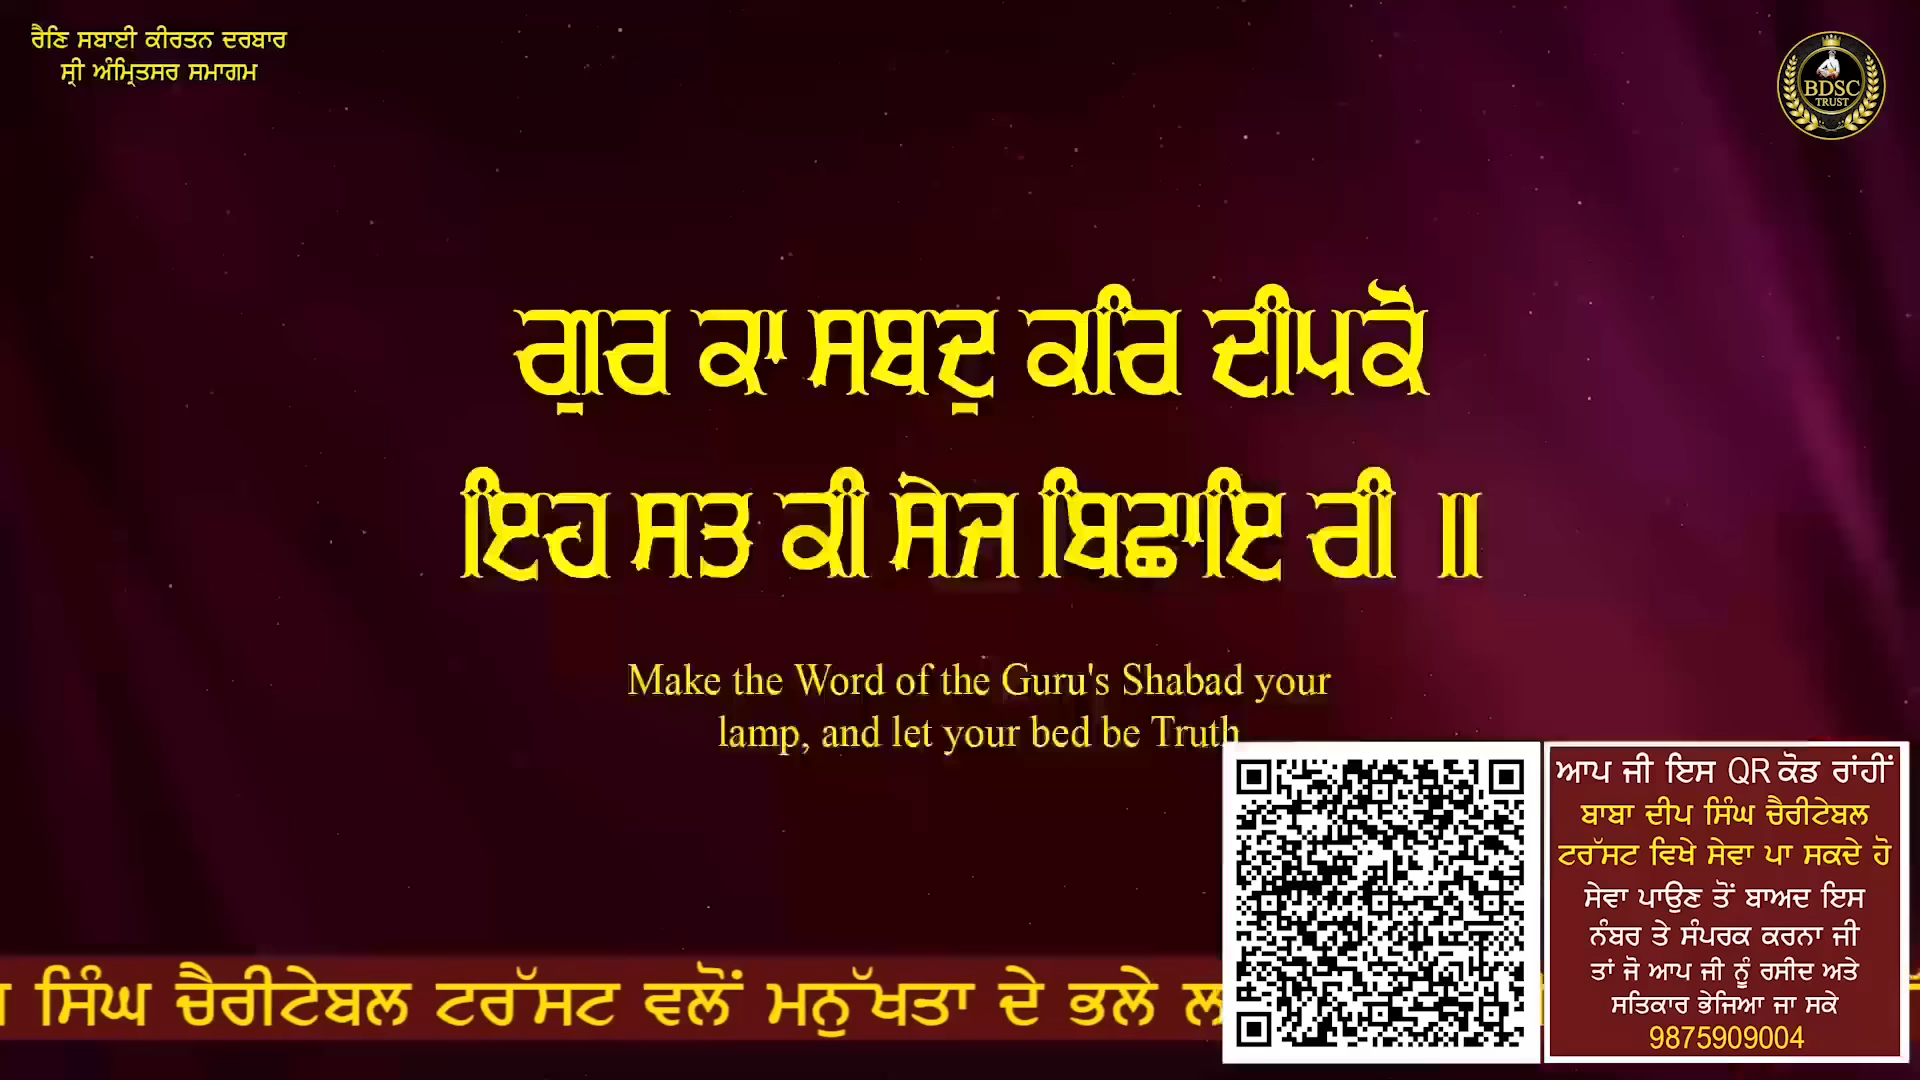 ਰੈਣਿ ਸਬਾਈ ਕੀਰਤਨ ਦਰਬਾਰ
ਸ੍ਰੀ ਅੰਮ੍ਰਿਤਸਰ ਸਮਾਗਮ
BDSC
TRUST
ਗੁਰ ਕਾ ਸਬਦੁ ਕਰਿ ਦੀਪਕੋ
ਇਹ ਸਤ ਕੀ ਸੇਜ ਬਿਛਾਇ ਰੀ ॥
Make the Word of the Guru's Shabad your
lamp, and let your bed be Truth
ਆਪ ਜੀ ਇਸ QR ਕੋਡ ਰਾਂਹੀਂ
ਬਾਬਾ ਦੀਪ ਸਿੰਘ ਚੈਰੀਟੇਬਲ
ਟਰੱਸਟ ਵਿਖੇ ਸੇਵਾ ਪਾ ਸਕਦੇ ਹੋ
ਸੇਵਾ ਪਾਉਣ ਤੋਂ ਬਾਅਦ ਇਸ
ਨੰਬਰ ਤੇ ਸੰਪਰਕ ਕਰਨਾ ਜੀ
ਤਾਂ ਜੋ ਆਪ ਜੀ ਨੂੰ ਰਸੀਦ ਅਤੇ
ਸਤਿਕਾਰ ਭੇਜਿਆ ਜਾ ਸਕੇ
9875909004
ਸਿੰਘ ਚੈਰੀਟੇਬਲ ਟਰੱਸਟ ਵਲੋਂ ਮਨੁੱਖਤਾ ਦੇ ਭਲੇ